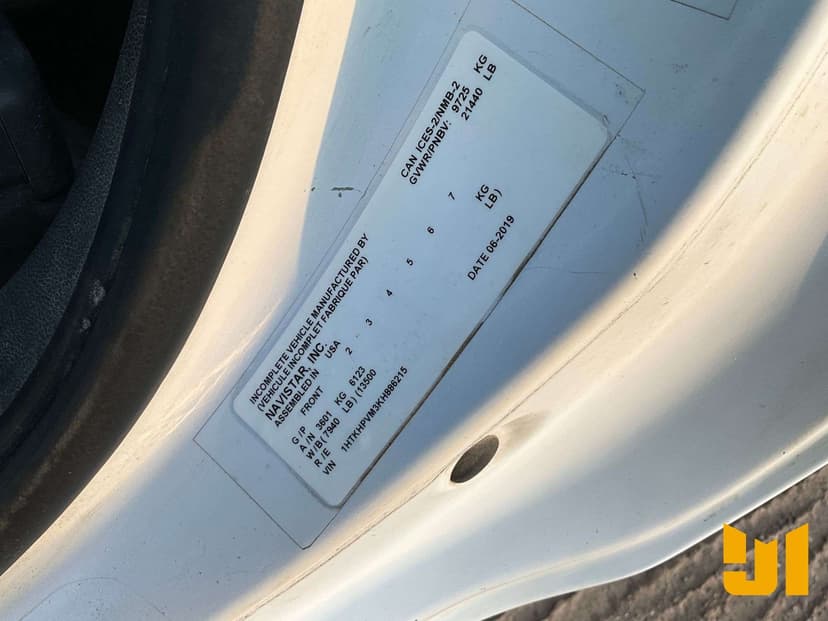 INCOMPLETE VEHICLE MANUFACTURED BY
(VEHICULE INCOMPLET FABRIQUE PAR)
NAVISTAR, INC.
ASSEMBLED IN USA
CAN ICES-2/NMB-2
GVWR/PNBV: 9725 KG
21440 LB
FRONT 2 - 3 4 5 6 7
G /P
A /N 3601 KG 6123 KG
W/B(7940 LB)(13500 LB)
R /E
VIN 1HTKHPVM3KH886215
DATE 06-2019